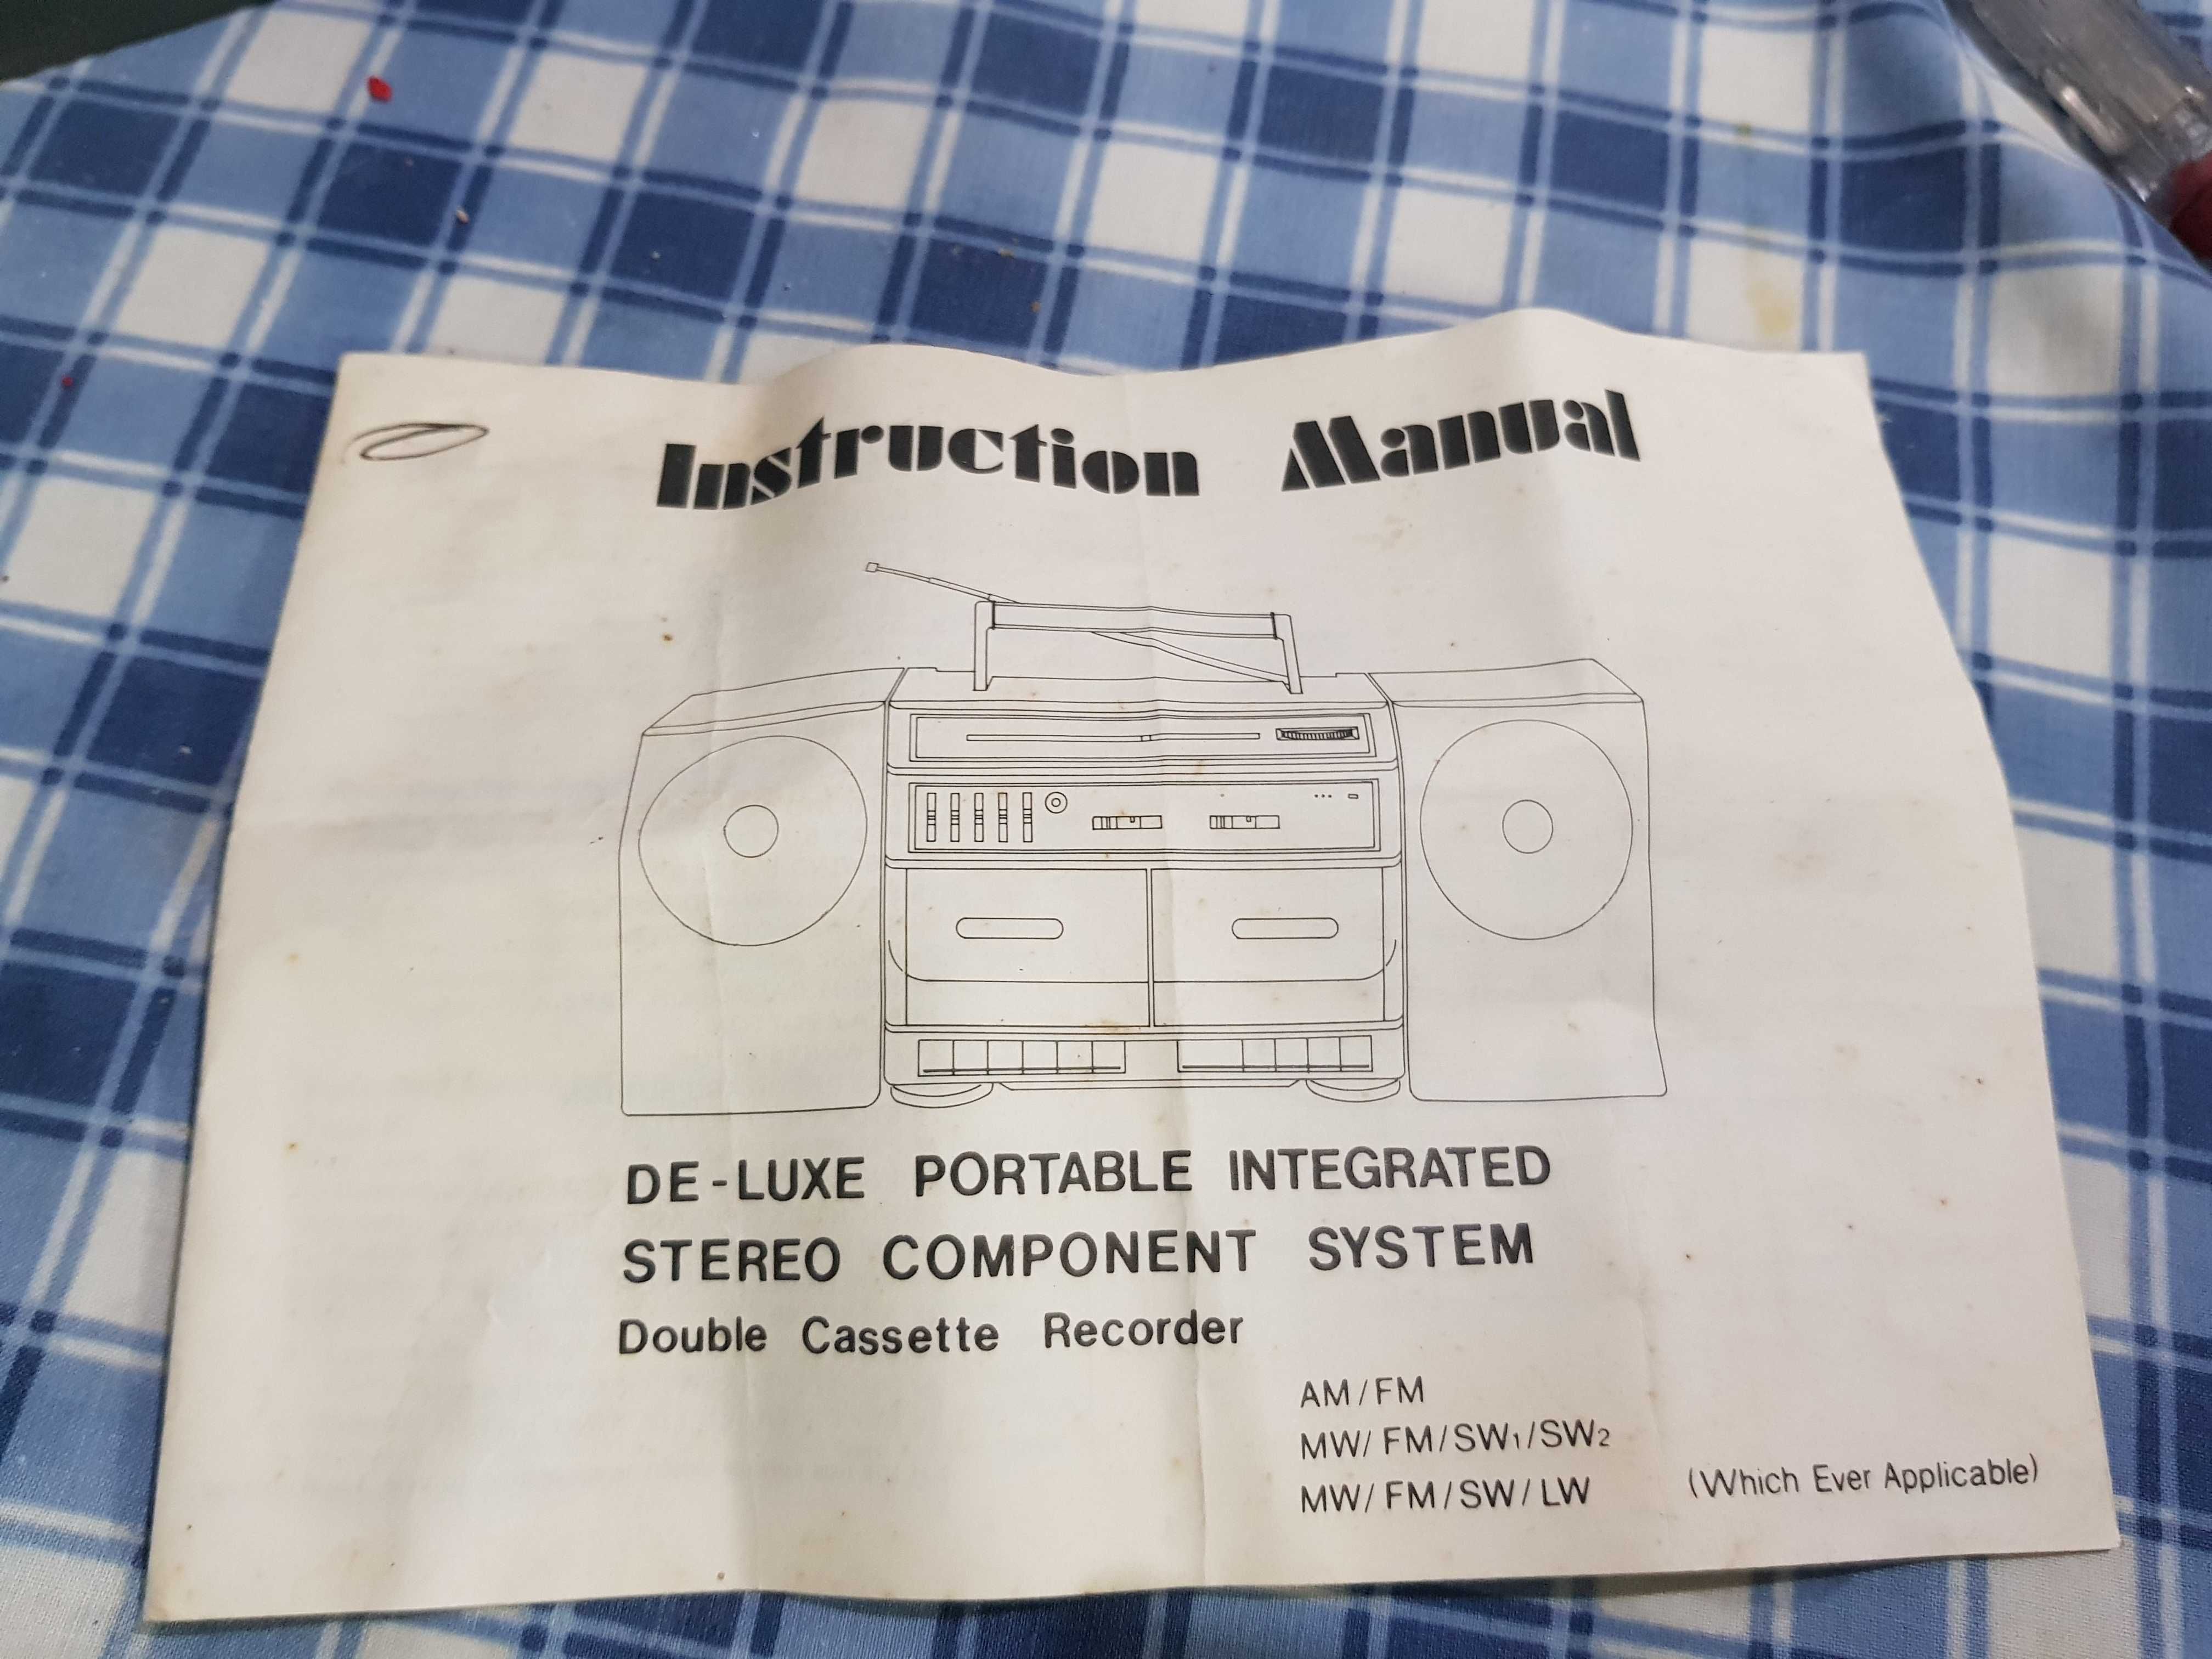 Instruction Manual
DE-LUXE PORTABLE INTEGRATED
STEREO COMPONENT SYSTEM
Double Cassette Recorder
AM/FM
MW/FM/SW₁/SW₂
MW/FM/SW/LW (Which Ever Applicable)